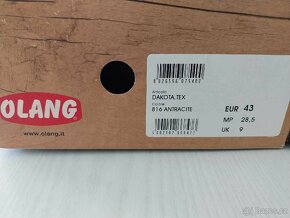 OLANG
www.olang.it
Articolo
DAKOTA.TEX
Colore
816 ANTRACITE
EUR 43
MP 28,5
UK 9